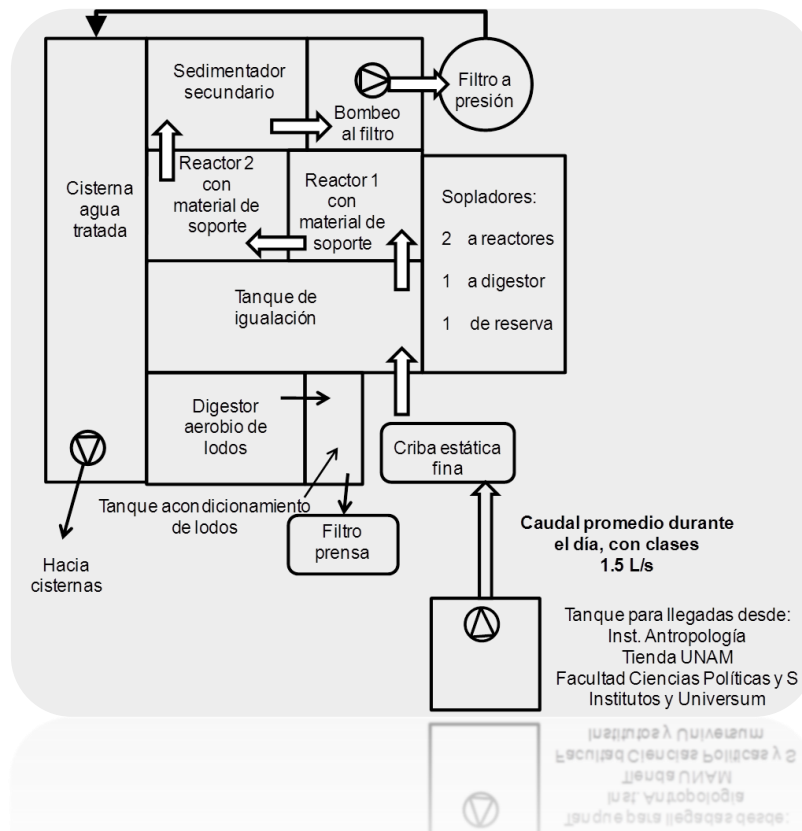 Sedimentador
secundario
Bombeo
al filtro
Filtro a
presión
Cisterna
agua
tratada
Reactor 2
con
material de
soporte
Reactor 1
con
material de
soporte
Sopladores:
2 a reactores
1 a digestor
1 de reserva
Tanque de
igualación
Digestor
aerobio de
lodos
Criba estática
fina
Tanque acondicionamiento
de lodos
Filtro
prensa
Hacia
cisternas
Caudal promedio durante
el día, con clases
1.5 L/s
Tanque para llegadas desde:
Inst. Antropología
Tienda UNAM
Facultad Ciencias Políticas y S
Institutos y Universum